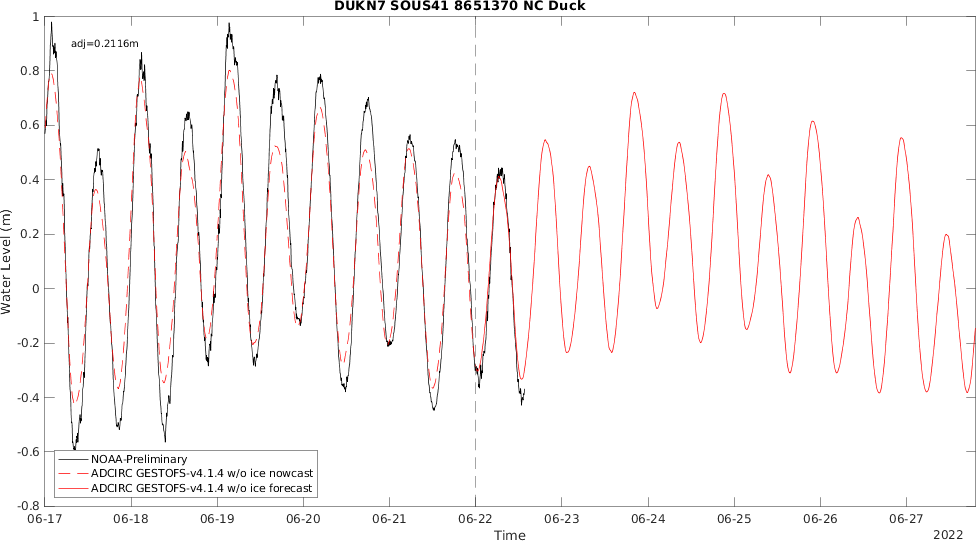 DUKN7 SOUS41 8651370 NC Duck
adj=0.2116m
Water Level (m)
1
0.8
0.6
0.4
0.2
0
-0.2
-0.4
-0.6
-0.8
NOAA-Preliminary
ADCIRC GESTOFS-v4.1.4 w/o ice nowcast
ADCIRC GESTOFS-v4.1.4 w/o ice forecast
06-17 06-18 06-19 06-20 06-21 06-22 06-23 06-24 06-25 06-26 06-27
Time
2022